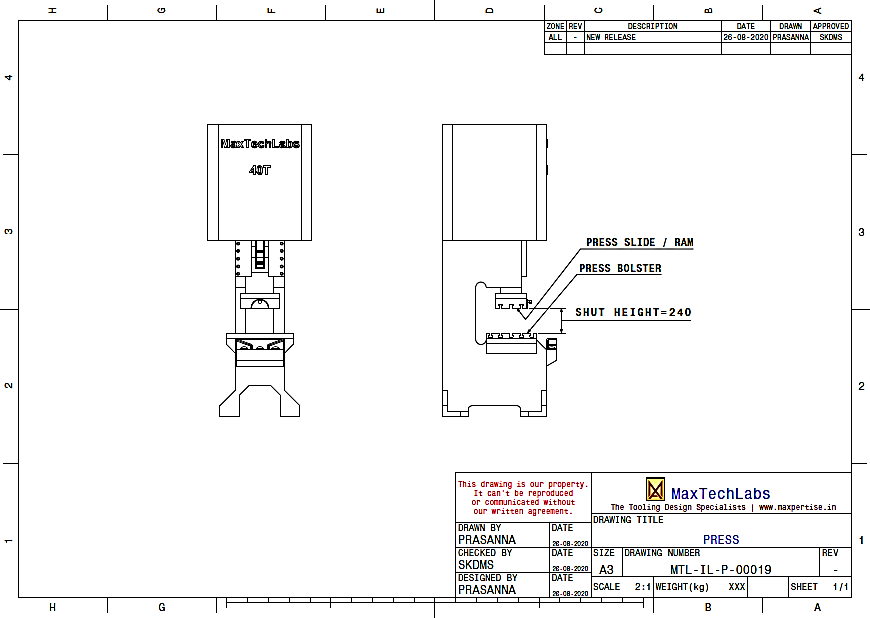 H G F E D C B A
ZONE REV DESCRIPTION DATE DRAWN APPROVED
ALL - NEW RELEASE 26-08-2020 PRASANNA SKDMS
4 4
MaxTechLabs
40T
3 3
PRESS SLIDE / RAM
PRESS BOLSTER
SHUT HEIGHT=240
2 2
This drawing is our property.
It can't be reproduced
or communicated without
our written agreement.
MaxTechLabs
The Tooling Design Specialists | www.maxpertise.in
DRAWING TITLE
PRESS
DRAWN BY DATE
PRASANNA 26-08-2020
CHECKED BY DATE
SKDMS 26-08-2020
DESIGNED BY DATE
PRASANNA 26-08-2020
SIZE DRAWING NUMBER REV
A3 MTL-IL-P-00019 -
SCALE 2:1 WEIGHT(kg) XXX SHEET 1/1
1 1
H G B A